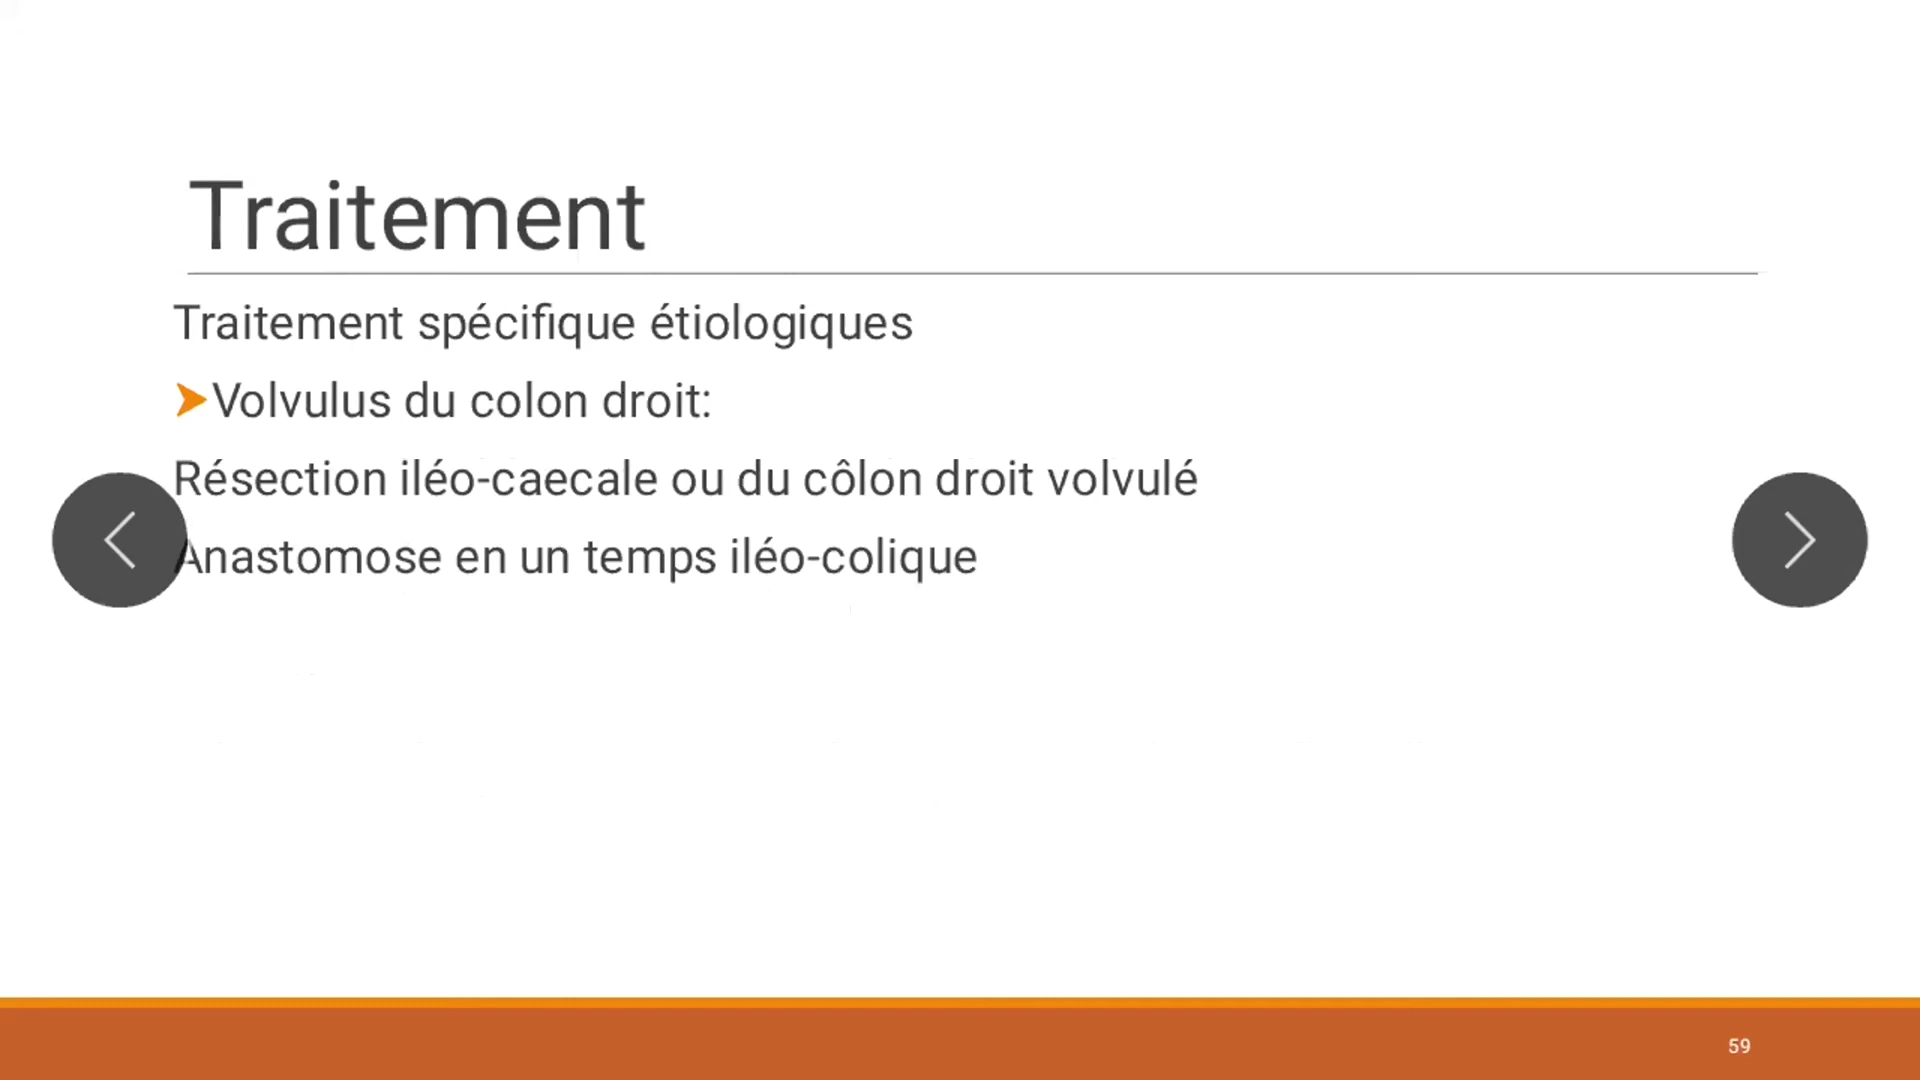 Traitement
Traitement spécifique étiologiques
➤Volvulus du colon droit:
Résection iléo-caecale ou du côlon droit volvulé
Anastomose en un temps iléo-colique
59